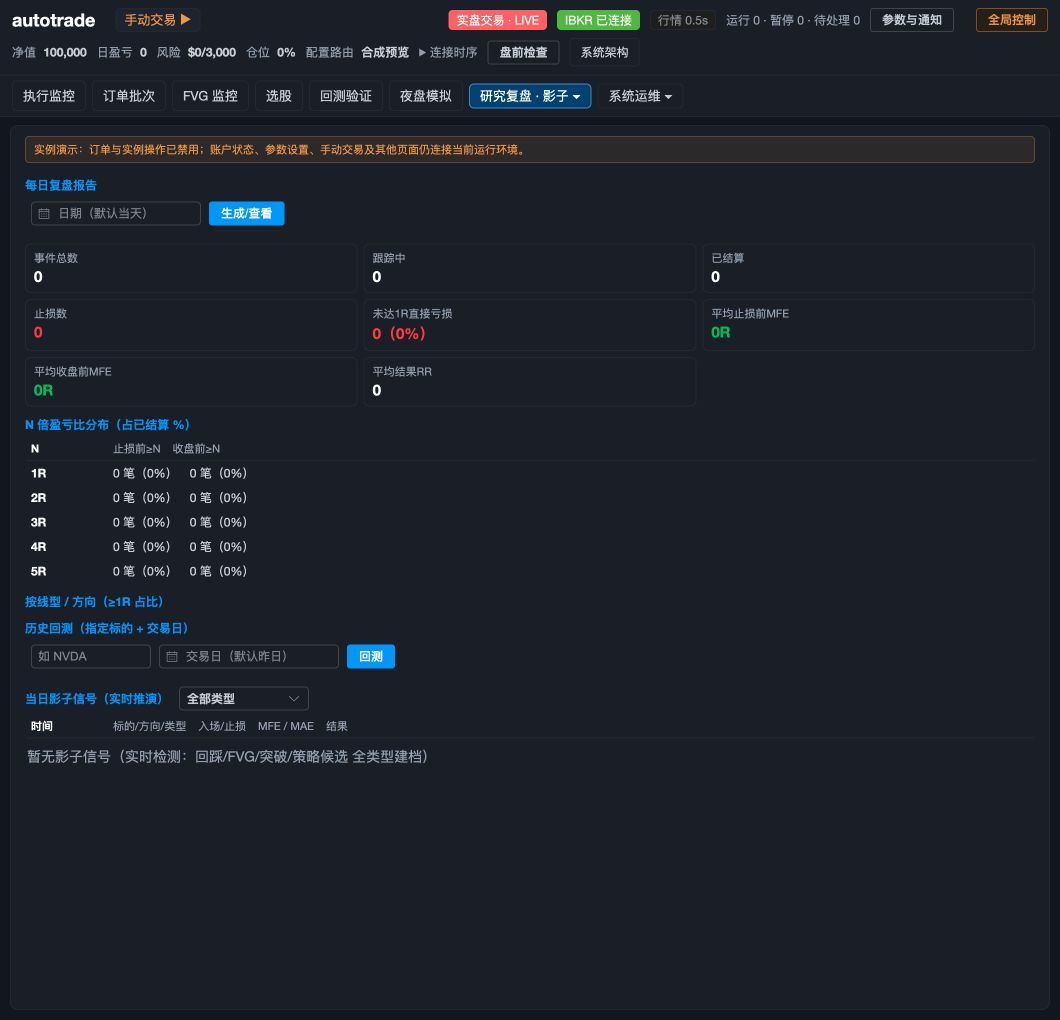 autotrade 手动交易 ▶ 实盘交易 · LIVE IBKR 已连接 行情 0.5s 运行 0 · 暂停 0 · 待处理 0 参数与通知 全局控制
净值 100,000 日盈亏 0 风险 $0/3,000 仓位 0% 配置路由 合成预览 ▶ 连接时序 盘前检查 系统架构
执行监控 订单批次 FVG 监控 选股 回测验证 夜盘模拟 研究复盘 · 影子 系统运维
实例演示：订单与实例操作已禁用；账户状态、参数设置、手动交易及其他页面仍连接当前运行环境。
每日复盘报告
日期（默认当天） 生成/查看
事件总数 跟踪中 已结算
0 0 0
止损数 未达1R直接亏损 平均止损前MFE
0 0（0%） 0R
平均收盘前MFE 平均结果RR
0R 0
N 倍盈亏比分布（占已结算 %）
N 止损前≥N 收盘前≥N
1R 0 笔（0%） 0 笔（0%）
2R 0 笔（0%） 0 笔（0%）
3R 0 笔（0%） 0 笔（0%）
4R 0 笔（0%） 0 笔（0%）
5R 0 笔（0%） 0 笔（0%）
按线型 / 方向（≥1R 占比）
历史回测（指定标的 + 交易日）
如 NVDA 交易日（默认昨日） 回测
当日影子信号（实时推演） 全部类型
时间 标的/方向/类型 入场/止损 MFE / MAE 结果
暂无影子信号（实时检测：回踩/FVG/突破/策略候选 全类型建档）